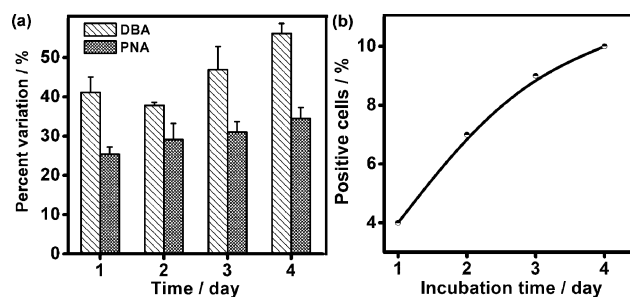 (a)
DBA
PNA
Percent variation / %
50
40
30
20
10
0
1 2 3 4
Time / day
(b)
Positive cells / %
10
8
6
4
1 2 3 4
Incubation time / day